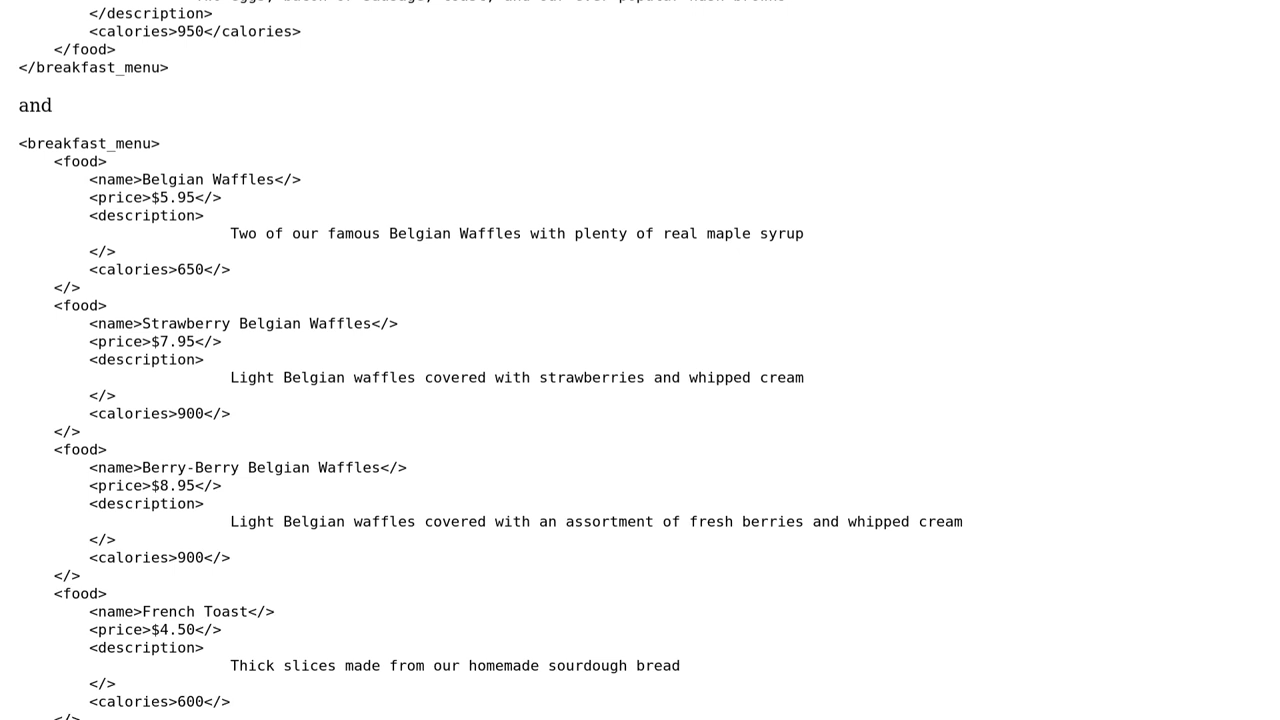 </description>
<calories>950</calories>
</food>
</breakfast_menu>
and
<breakfast_menu>
<food>
<name>Belgian Waffles</>
<price>$5.95</>
<description>
Two of our famous Belgian Waffles with plenty of real maple syrup
</>
<calories>650</>
</>
<food>
<name>Strawberry Belgian Waffles</>
<price>$7.95</>
<description>
Light Belgian waffles covered with strawberries and whipped cream
</>
<calories>900</>
</>
<food>
<name>Berry-Berry Belgian Waffles</>
<price>$8.95</>
<description>
Light Belgian waffles covered with an assortment of fresh berries and whipped cream
</>
<calories>900</>
</>
<food>
<name>French Toast</>
<price>$4.50</>
<description>
Thick slices made from our homemade sourdough bread
</>
<calories>600</>
</>